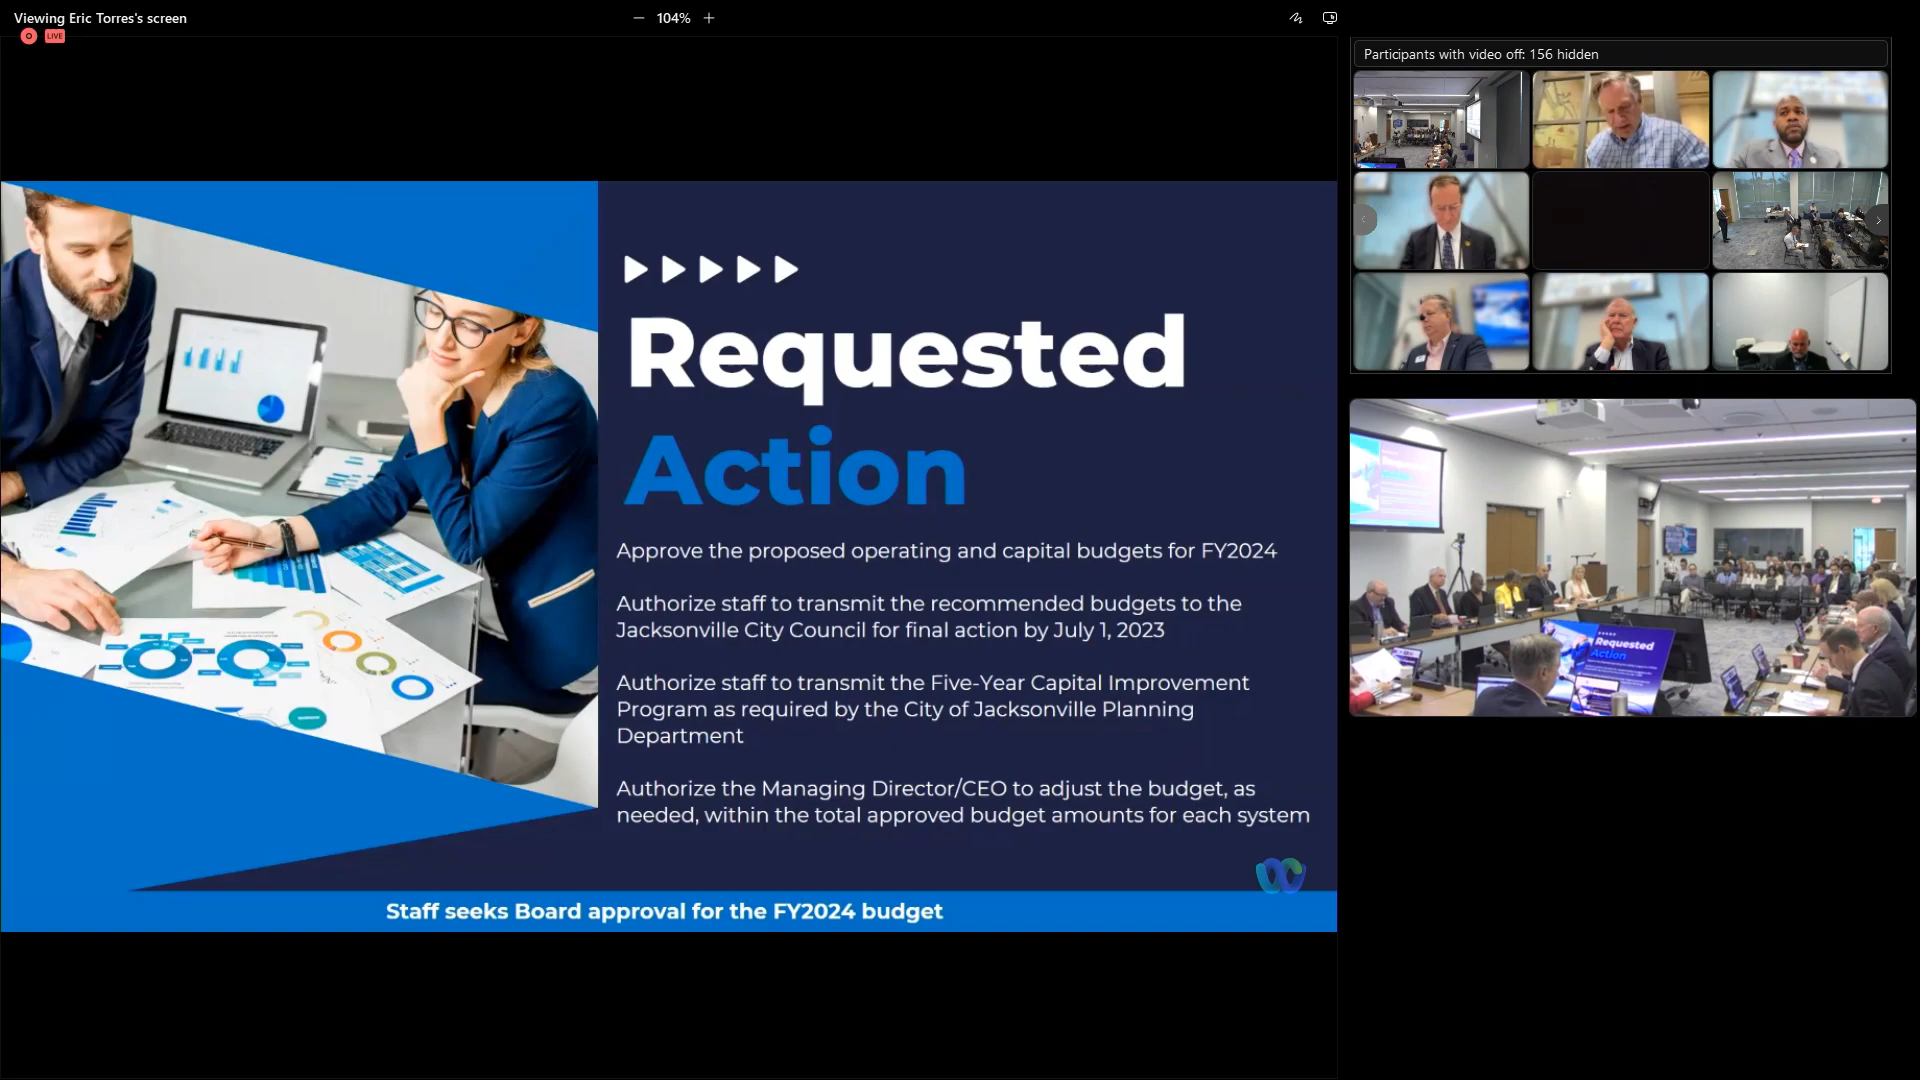 Viewing Eric Torres's screen
104%
LIVE
Participants with video off: 156 hidden
Requested
Action
Approve the proposed operating and capital budgets for FY2024
Authorize staff to transmit the recommended budgets to the
Jacksonville City Council for final action by July 1, 2023
Authorize staff to transmit the Five-Year Capital Improvement
Program as required by the City of Jacksonville Planning
Department
Authorize the Managing Director/CEO to adjust the budget, as
needed, within the total approved budget amounts for each system
Staff seeks Board approval for the FY2024 budget
Requested
Action